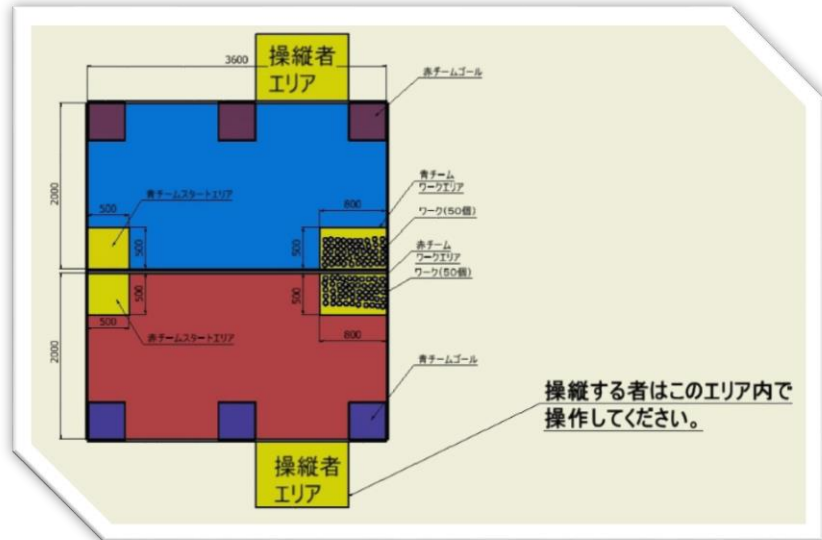 3600
操縦者
エリア
赤チームゴール
2000
青チームスタートエリア
500
500
800
500
青チーム
ワークエリア
ワーク(50個)
赤チーム
ワークエリア
ワーク(50個)
2000
500
500
赤チームスタートエリア
500
800
青チームゴール
操縦する者はこのエリア内で
操作してください。
操縦者
エリア